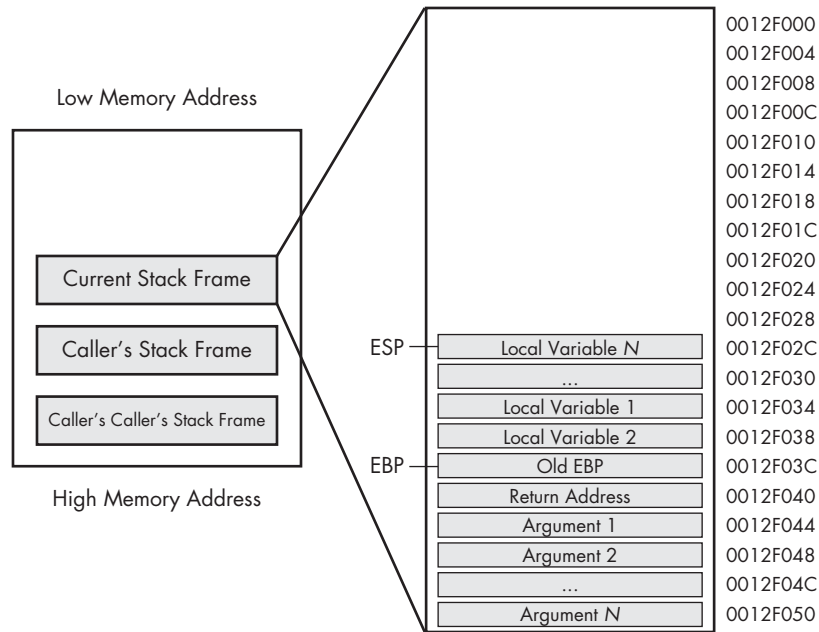 Low Memory Address
Current Stack Frame
Caller's Stack Frame
Caller's Caller's Stack Frame
High Memory Address
0012F000
0012F004
0012F008
0012F00C
0012F010
0012F014
0012F018
0012F01C
0012F020
0012F024
0012F028
ESP Local Variable N 0012F02C
... 0012F030
Local Variable 1 0012F034
Local Variable 2 0012F038
EBP Old EBP 0012F03C
Return Address 0012F040
Argument 1 0012F044
Argument 2 0012F048
... 0012F04C
Argument N 0012F050